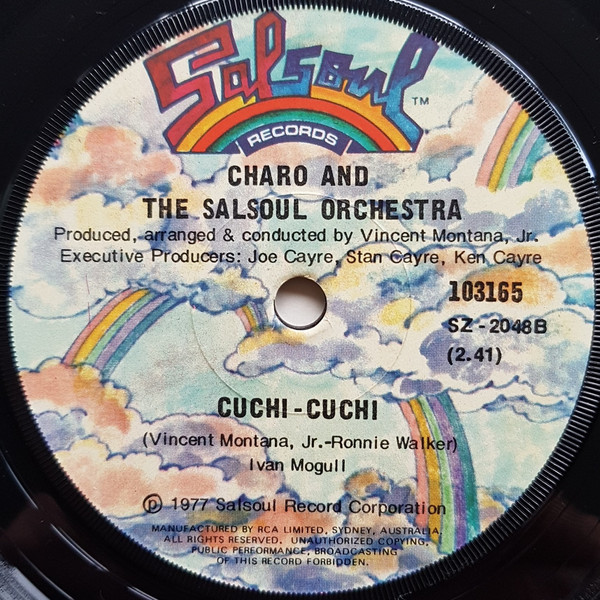 Salsoul TM
RECORDS
CHARO AND
THE SALSOUL ORCHESTRA
Produced, arranged & conducted by Vincent Montana, Jr.
Executive Producers: Joe Cayre, Stan Cayre, Ken Cayre
103165
SZ-2048B
(2.41)
CUCHI-CUCHI
(Vincent Montana, Jr.-Ronnie Walker)
Ivan Mogull
℗ 1977 Salsoul Record Corporation
MANUFACTURED BY RCA LIMITED, SYDNEY, AUSTRALIA.
ALL RIGHTS RESERVED. UNAUTHORIZED COPYING,
PUBLIC PERFORMANCE, BROADCASTING
OF THIS RECORD FORBIDDEN.